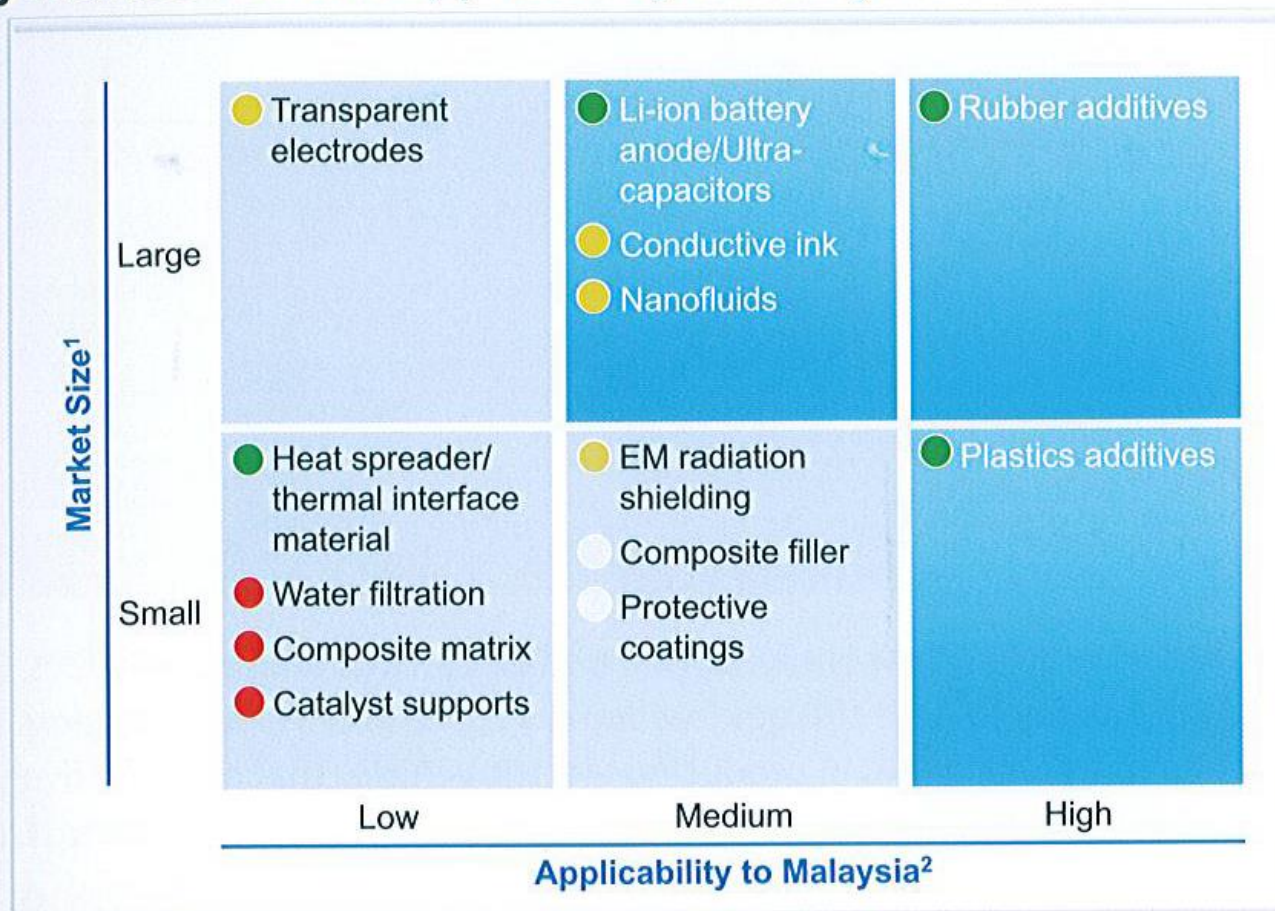 Transparent
electrodes
Li-ion battery
anode/Ultra-
capacitors
Conductive ink
Nanofluids
Rubber additives
Large
Market Size¹
Heat spreader/
thermal interface
material
Water filtration
Composite matrix
Catalyst supports
EM radiation
shielding
Composite filler
Protective
coatings
Plastics additives
Small
Low
Medium
High
Applicability to Malaysia²